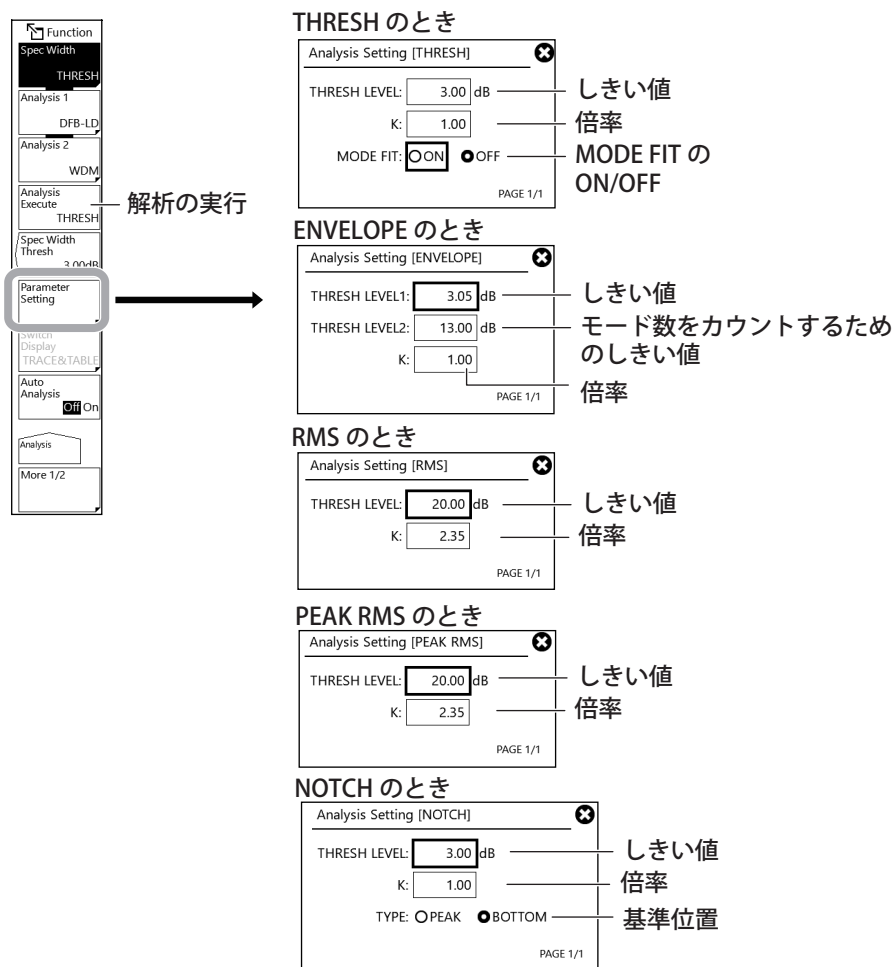 Function
Spec Width
THRESH
Analysis 1
DFB-LD
Analysis 2
WDM
Analysis
Execute
THRESH
解析の実行
Spec Width
Thresh
3.00dB
Parameter
Setting
Switch
Display
TRACE&TABLE
Auto
Analysis
Off On
Analysis
More 1/2
THRESH のとき
Analysis Setting [THRESH]
THRESH LEVEL: 3.00 dB しきい値
K: 1.00 倍率
MODE FIT: ON OFF MODE FIT の
ON/OFF
PAGE 1/1
ENVELOPE のとき
Analysis Setting [ENVELOPE]
THRESH LEVEL1: 3.05 dB しきい値
THRESH LEVEL2: 13.00 dB モード数をカウントするため
のしきい値
K: 1.00
倍率
PAGE 1/1
RMS のとき
Analysis Setting [RMS]
THRESH LEVEL: 20.00 dB しきい値
K: 2.35 倍率
PAGE 1/1
PEAK RMS のとき
Analysis Setting [PEAK RMS]
THRESH LEVEL: 20.00 dB しきい値
K: 2.35 倍率
PAGE 1/1
NOTCH のとき
Analysis Setting [NOTCH]
THRESH LEVEL: 3.00 dB しきい値
K: 1.00 倍率
TYPE: PEAK BOTTOM 基準位置
PAGE 1/1